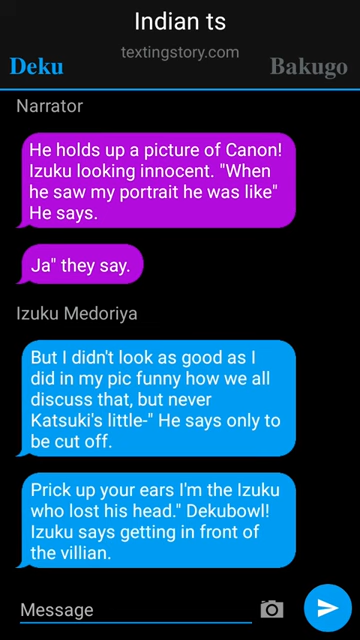 Indian ts
textingstory.com
Deku
Bakugo
Narrator
He holds up a picture of Canon!
Izuku looking innocent. "When
he saw my portrait he was like"
He says.
Ja" they say.
Izuku Medoriya
But I didn't look as good as I
did in my pic funny how we all
discuss that, but never
Katsuki's little-" He says only to
be cut off.
Prick up your ears I'm the Izuku
who lost his head." Dekubowl!
Izuku says getting in front of
the villian.
Message